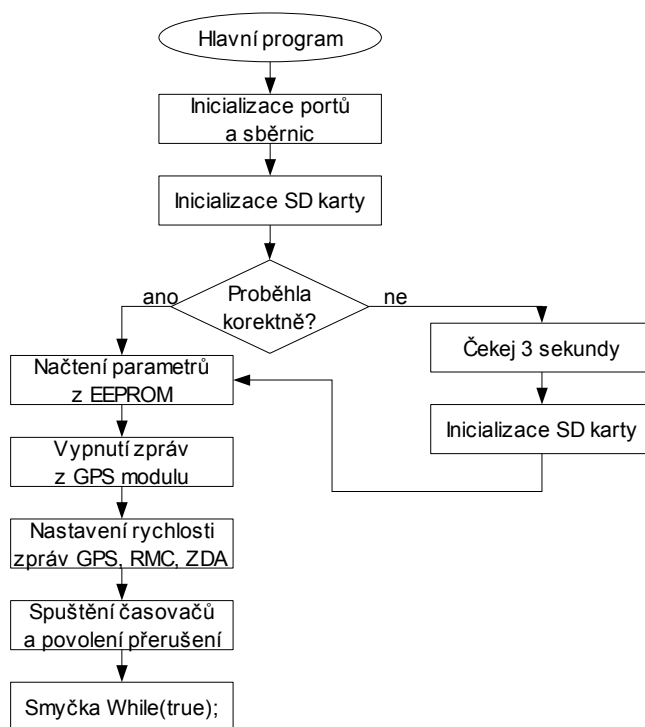 Hlavní program
Inicializace portů
a sběrnic
Inicializace SD karty
Proběhla
korektně?
ano
ne
Načtení parametrů
z EEPROM
Čekej 3 sekundy
Inicializace SD karty
Vypnutí zpráv
z GPS modulu
Nastavení rychlosti
zpráv GPS, RMC, ZDA
Spuštění časovačů
a povolení přerušení
Smyčka While(true);